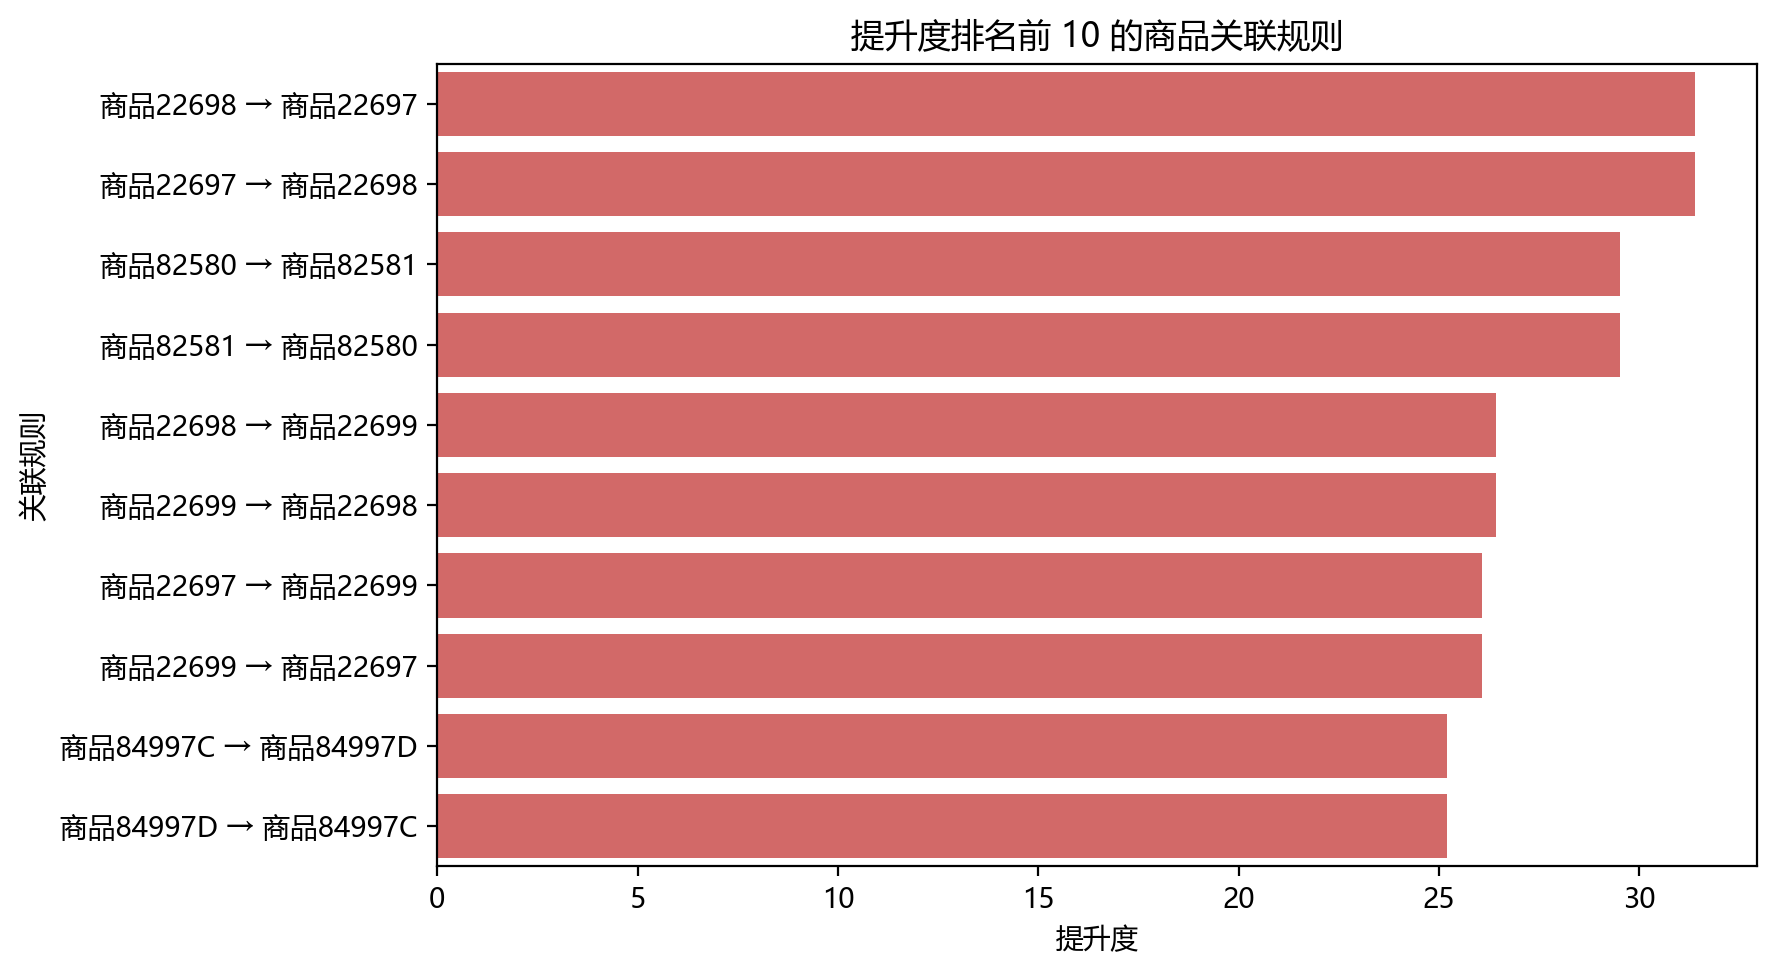 提升度排名前 10 的商品关联规则
关联规则
商品22698 → 商品22697
商品22697 → 商品22698
商品82580 → 商品82581
商品82581 → 商品82580
商品22698 → 商品22699
商品22699 → 商品22698
商品22697 → 商品22699
商品22699 → 商品22697
商品84997C → 商品84997D
商品84997D → 商品84997C
0 5 10 15 20 25 30
提升度